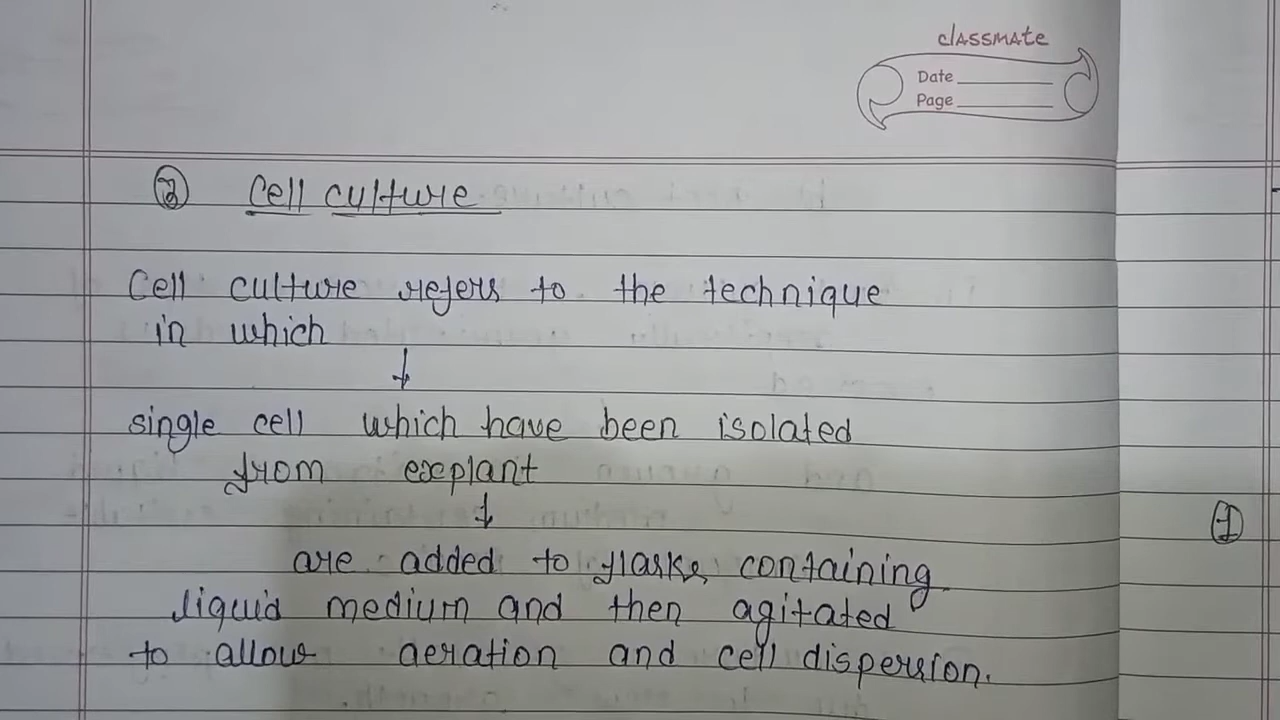 classmate
Date
Page
② Cell culture
Cell culture refers to the technique
in which
↓
single cell which have been isolated
from explant
↓
are added to flasks containing
liquid medium and then agitated
to allow aeration and cell dispersion.
①